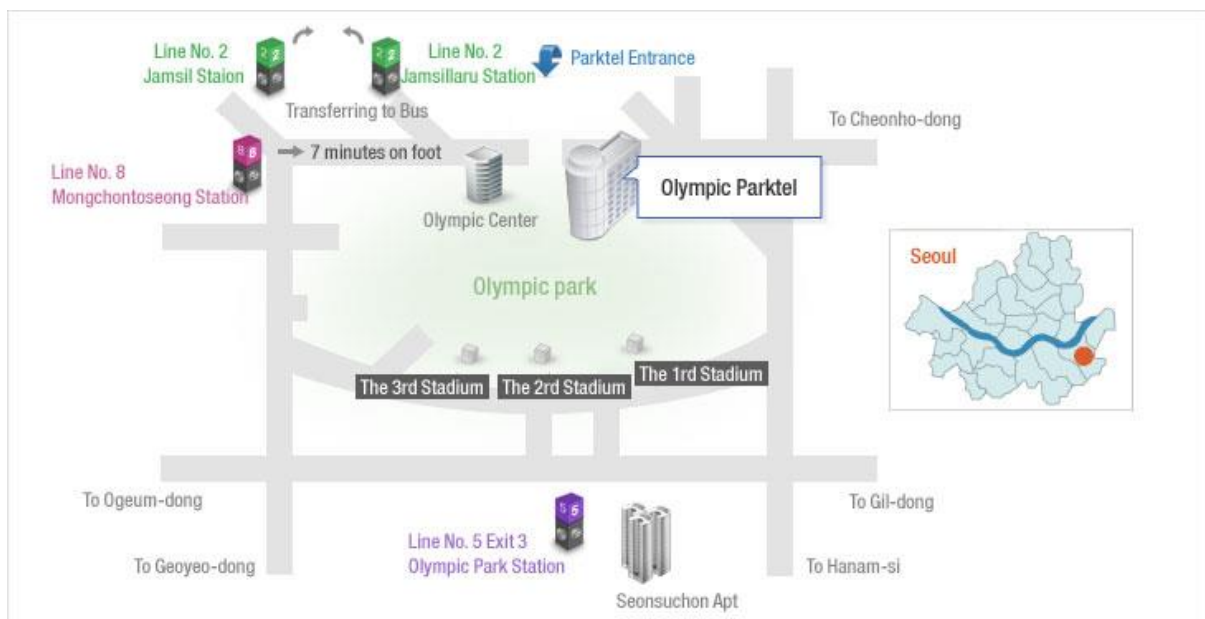 Line No. 2
Jamsil Staion
Line No. 2
Jamsillaru Station
Parktel Entrance
Transferring to Bus
To Cheonho-dong
7 minutes on foot
Line No. 8
Mongchontoseong Station
Olympic Parktel
Olympic Center
Seoul
Olympic park
The 3rd Stadium
The 2rd Stadium
The 1rd Stadium
To Ogeum-dong
To Gil-dong
Line No. 5 Exit 3
Olympic Park Station
To Geoyeo-dong
To Hanam-si
Seonsuchon Apt